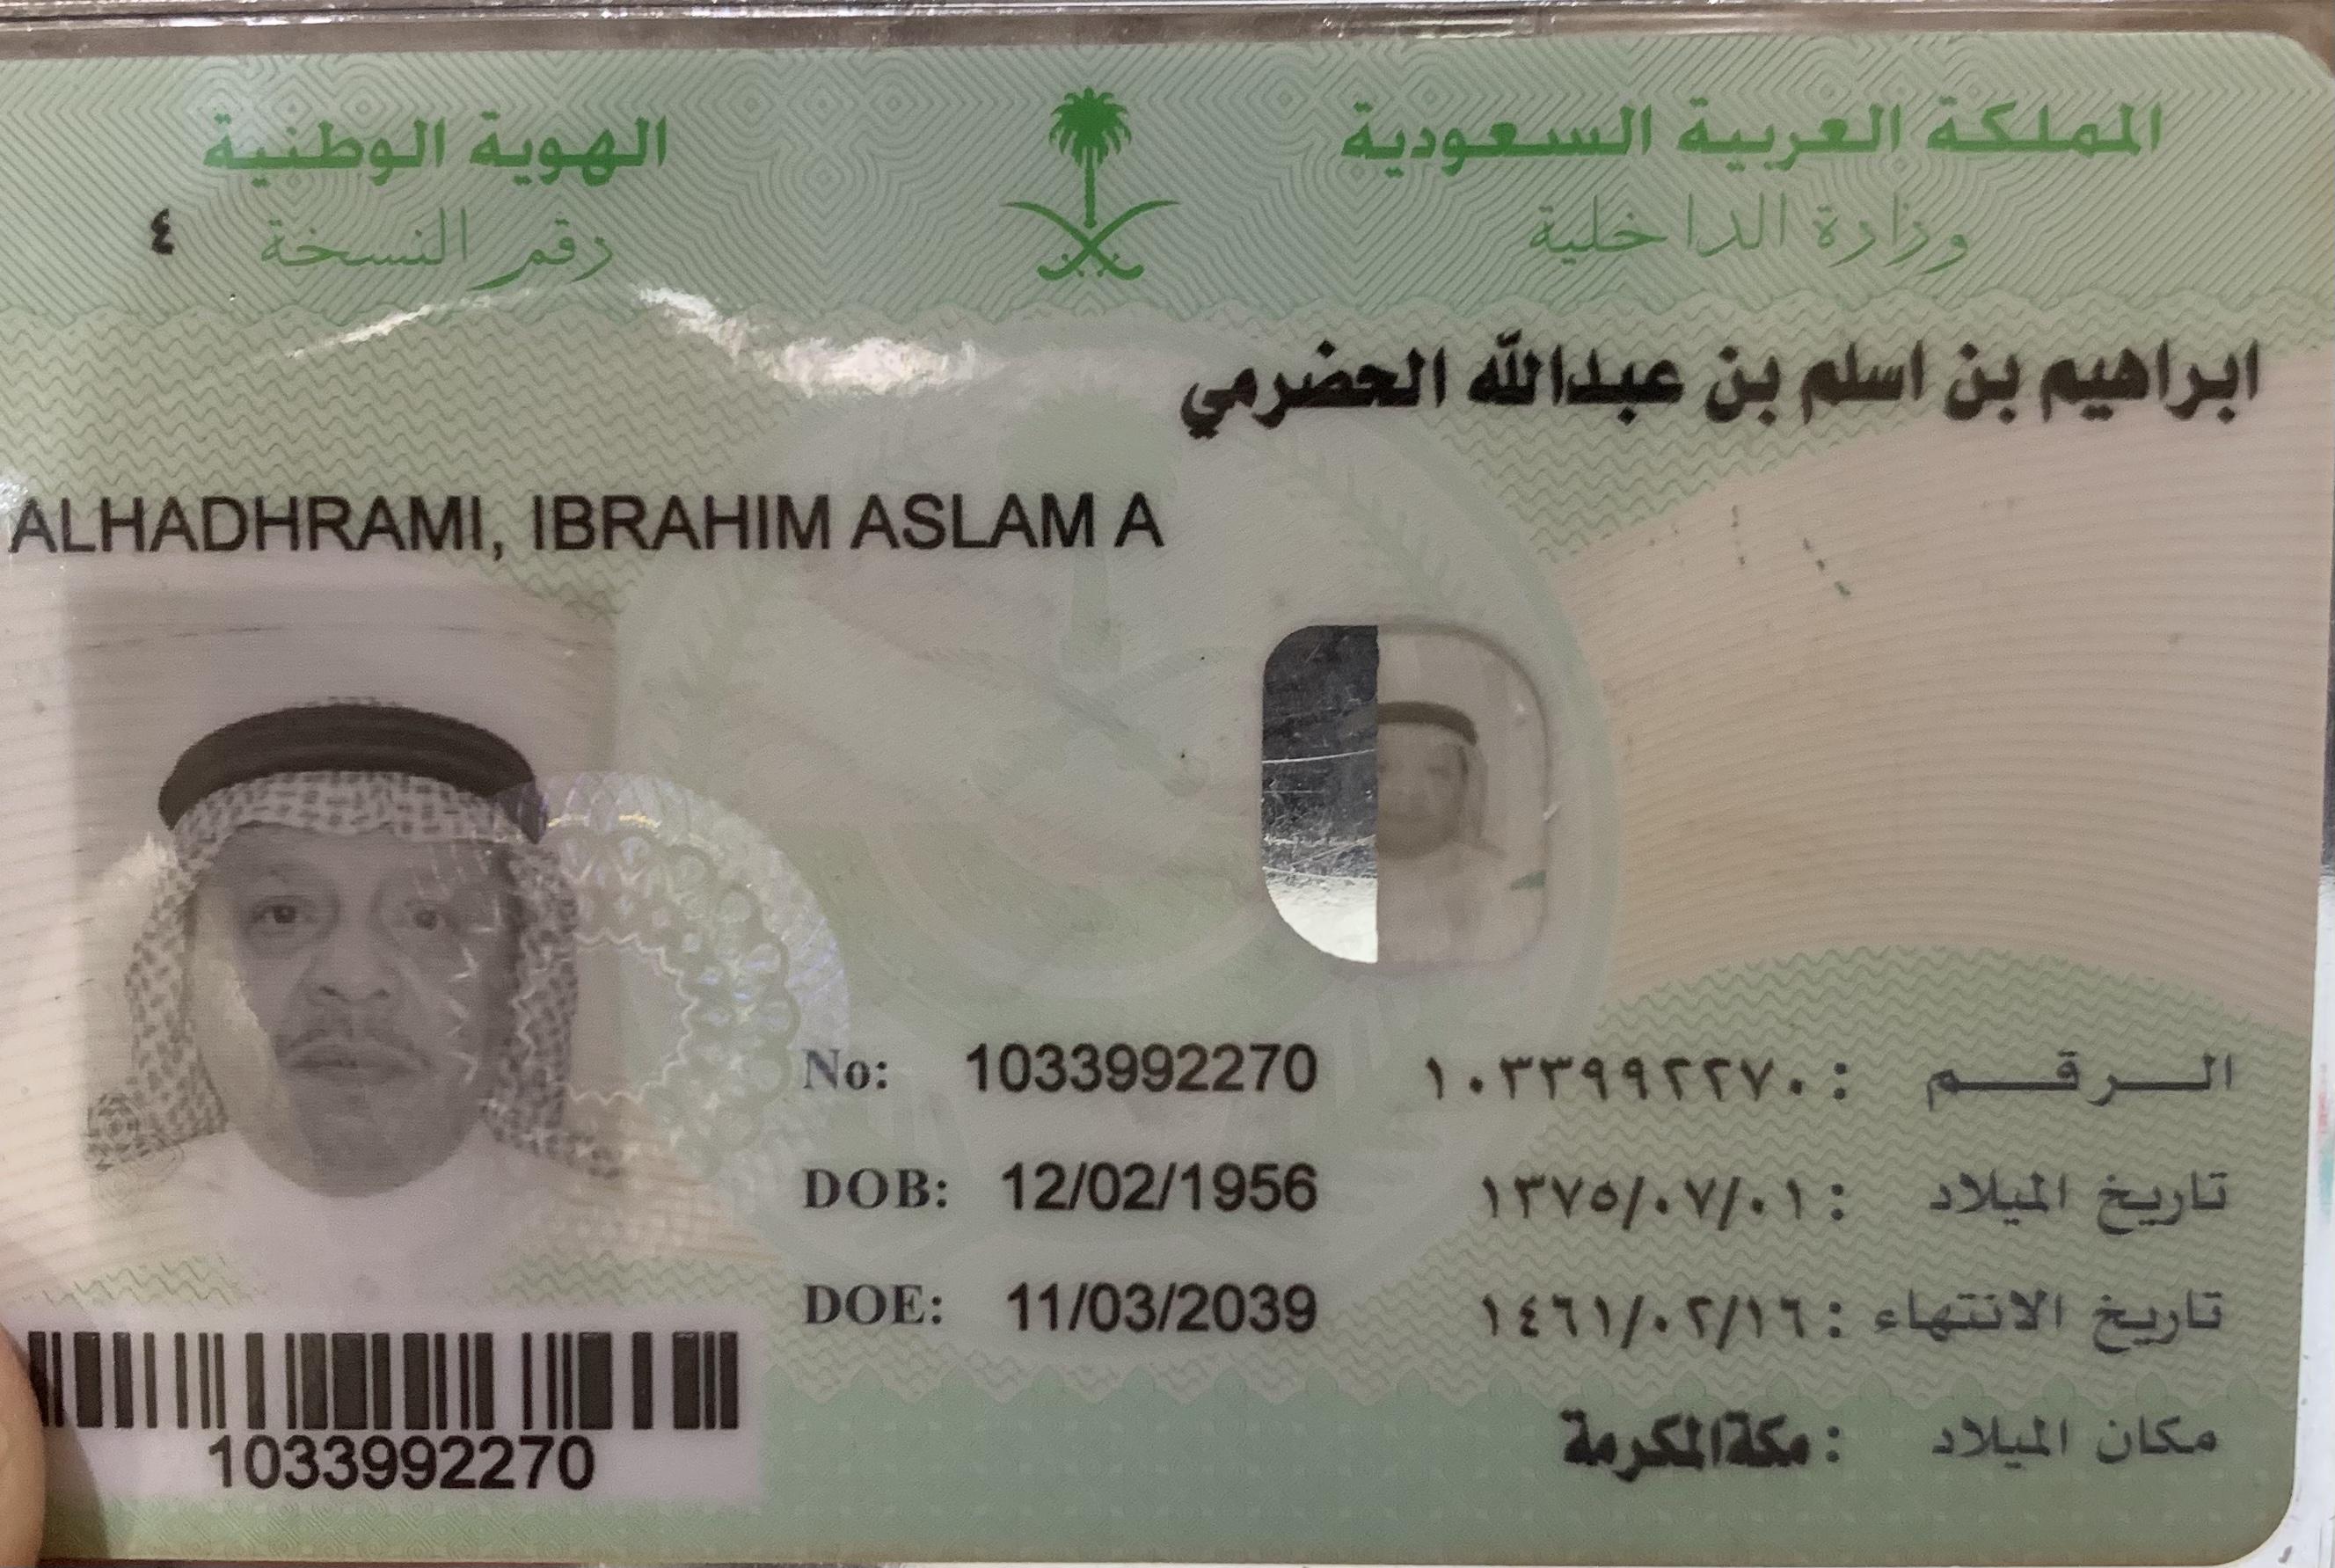 المملكة العربية السعودية
وزارة الداخلية
الهوية الوطنية
رقم النسخة ٤
ابراهيم بن اسلم بن عبدالله الحضرمي
ALHADHRAMI, IBRAHIM ASLAM A
الرقم : ١٠٣٣٩٩٢٢٧٠
No: 1033992270
تاريخ الميلاد : ١٣٧٥/٠٧/٠١
DOB: 12/02/1956
تاريخ الانتهاء : ١٤٦١/٠٢/١٦
DOE: 11/03/2039
مكان الميلاد : مكة المكرمة
1033992270